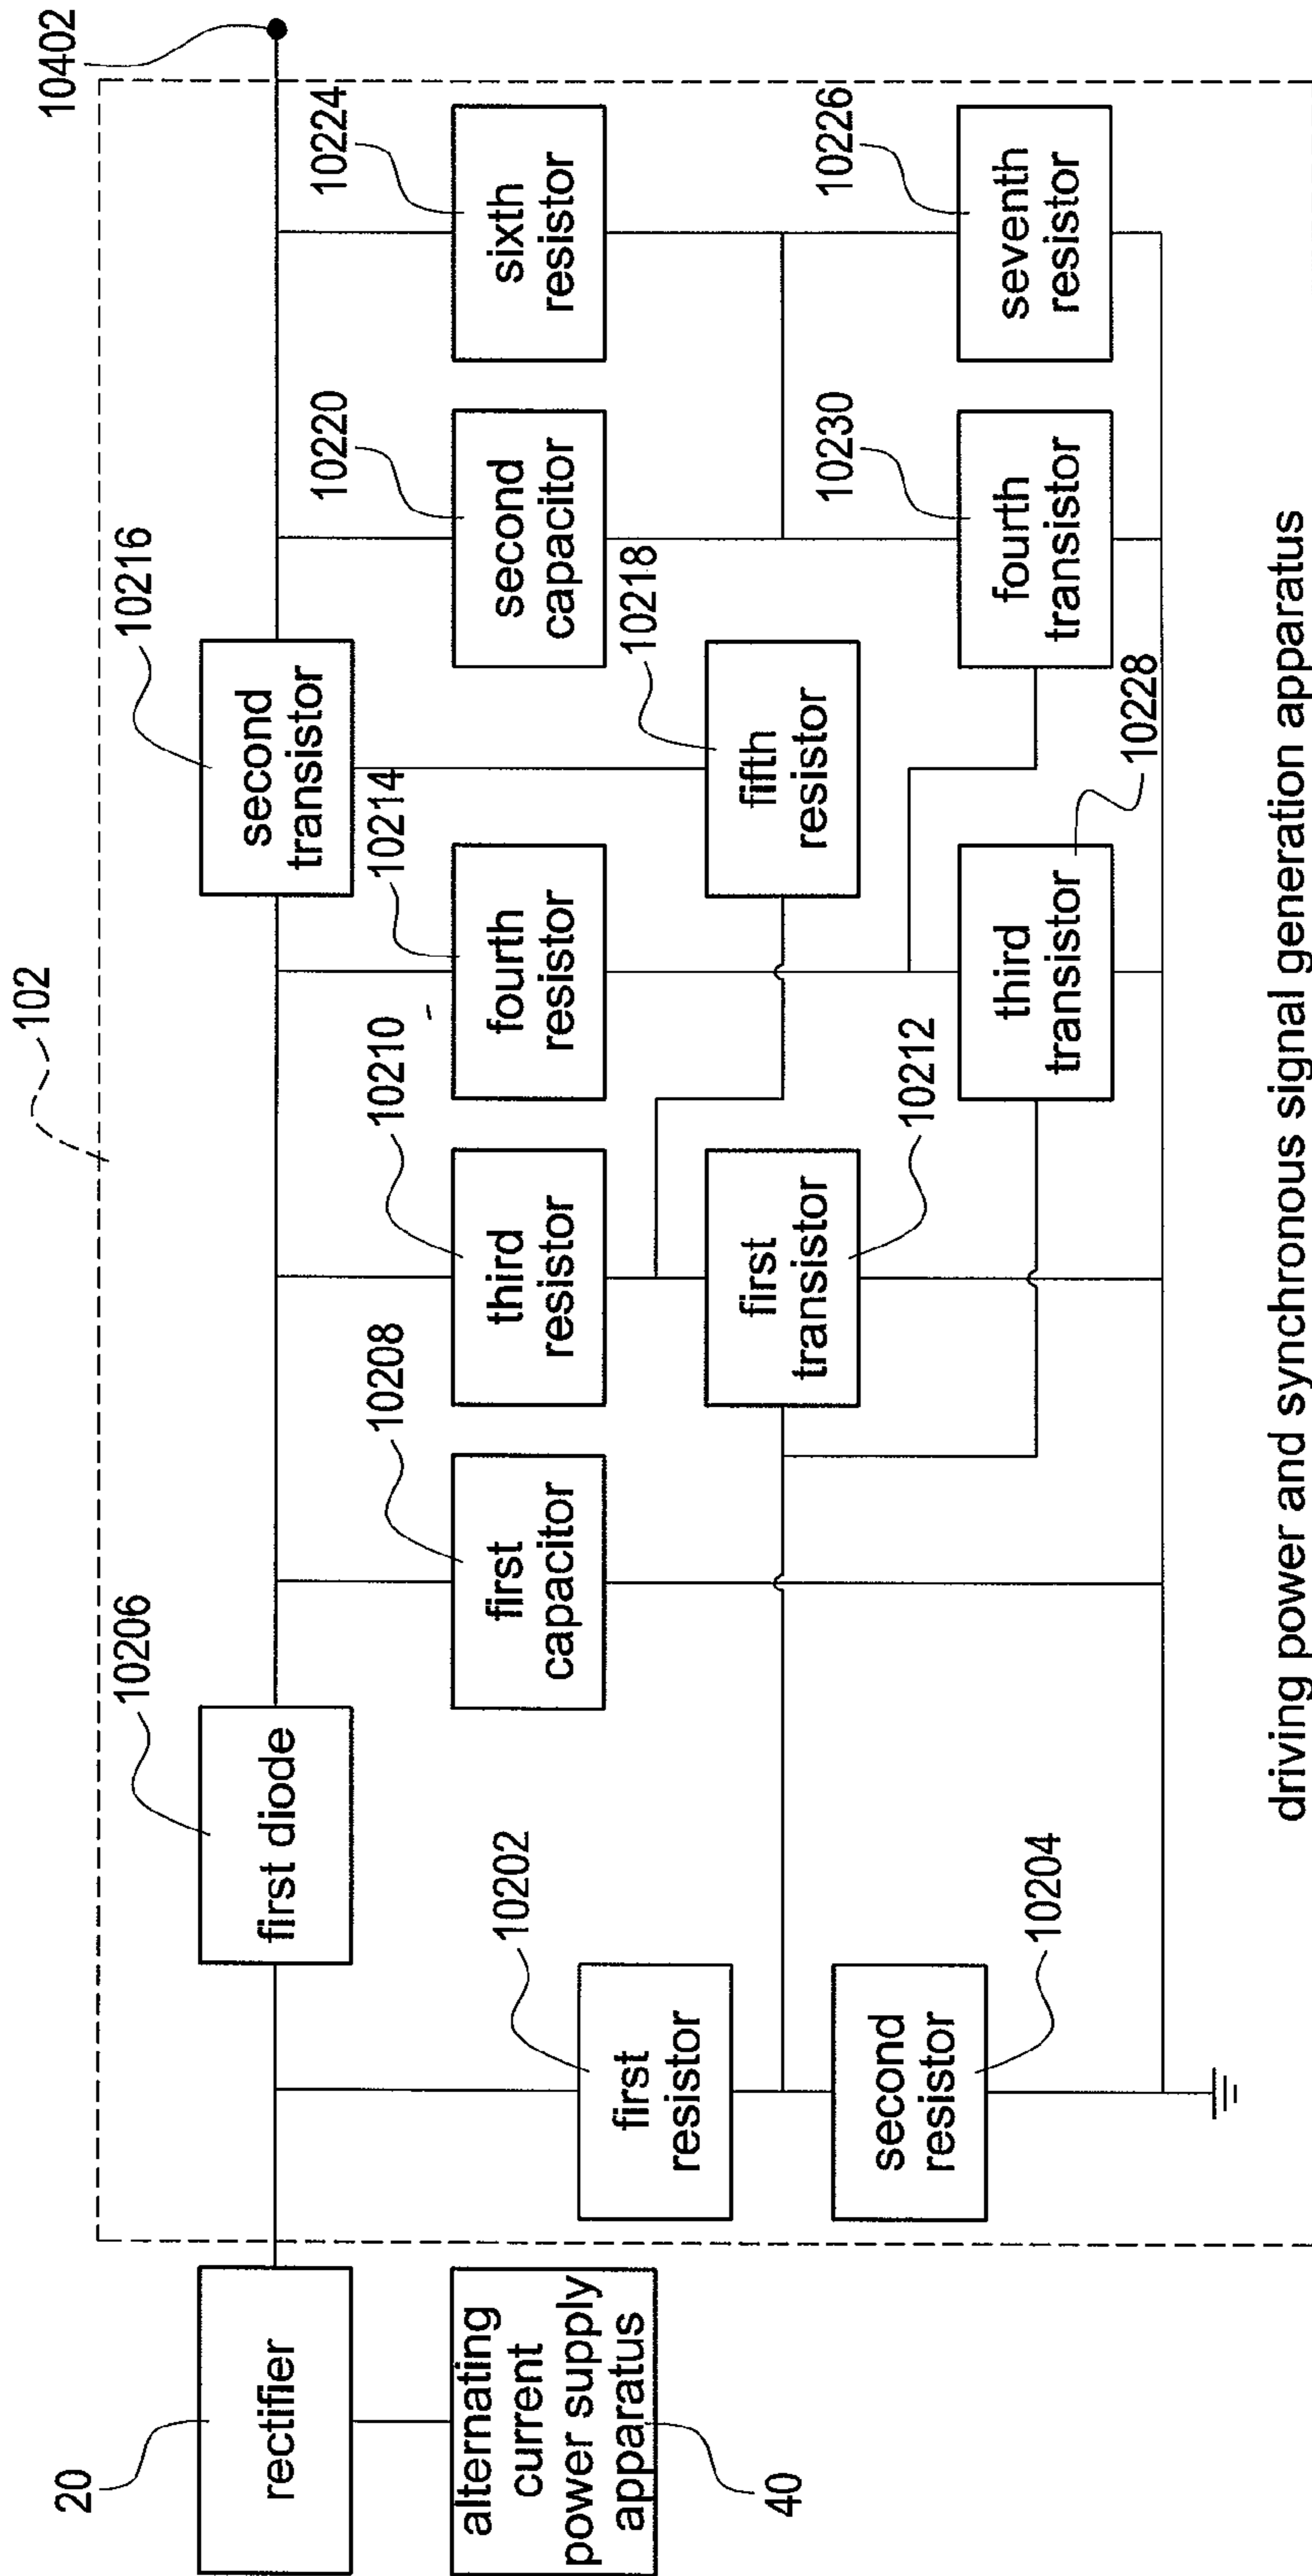 102
10402
20
rectifier
alternating
current
power supply
apparatus
40
10206
first diode
10202
first
resistor
10204
second
resistor
10208
first
capacitor
10210
third
resistor
10212
first
transistor
10214
fourth
resistor
10216
second
transistor
10218
fifth
resistor
10228
third
transistor
10220
second
capacitor
10230
fourth
transistor
10224
sixth
resistor
10226
seventh
resistor
driving power and synchronous signal generation apparatus